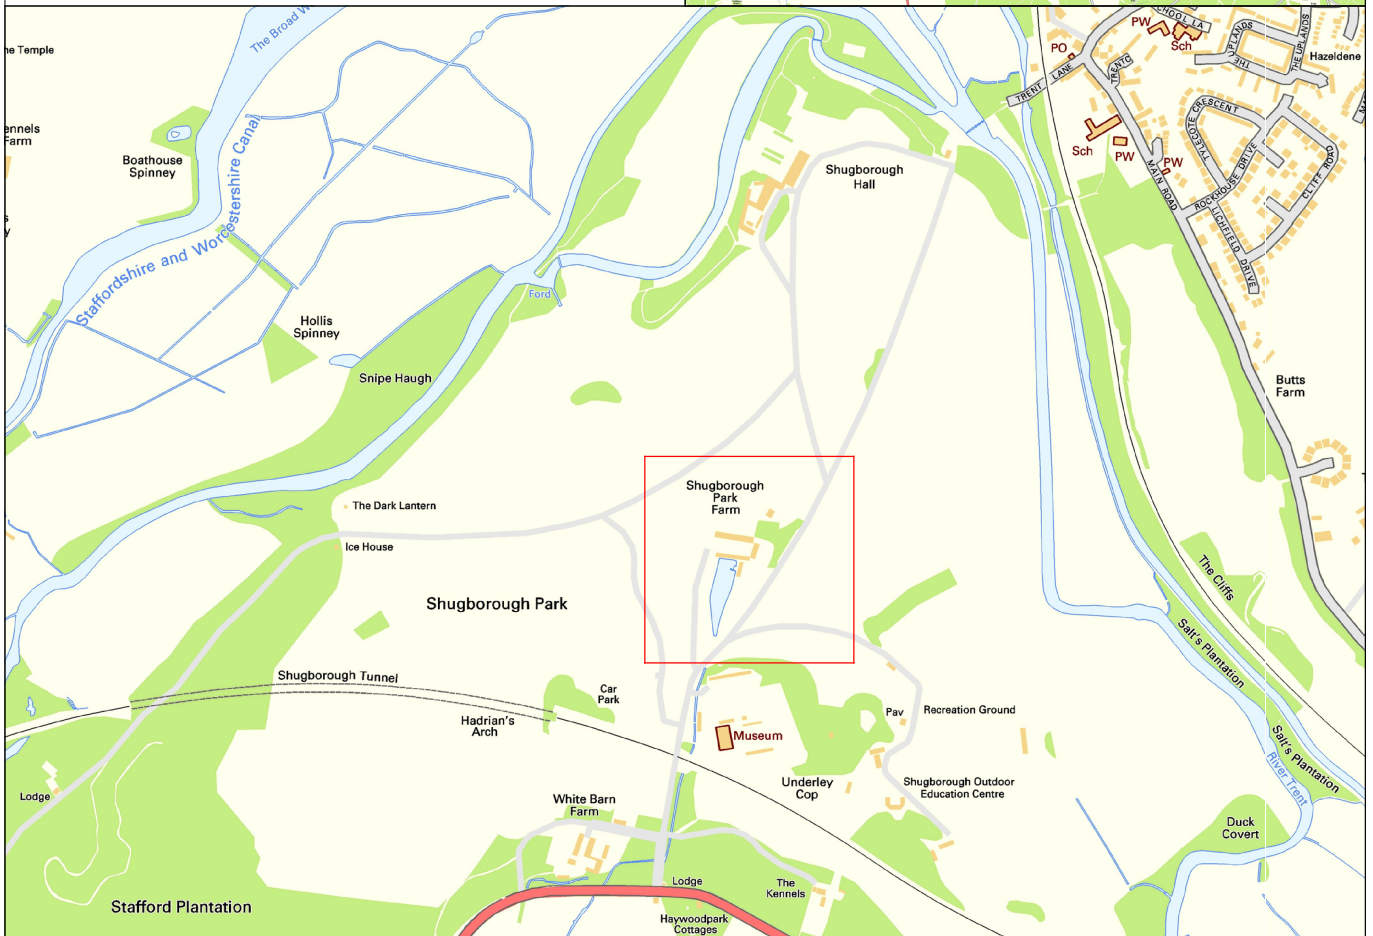 The Broad W
SCHOOL LA
PW
Sch
THE UPLANDS
THE UPLANDS
Hazeldene
PO
TRENT LANE
TRENTC
he Temple
ennels
Farm
Boathouse
Spinney
Staffordshire and Worcestershire Canal
Shugborough
Hall
Sch
PW
PW
MAIN ROAD
TYLECOTE CRESCENT
ROCKHOUSE DRIVE
CLIFF ROAD
LICHFIELD DRIVE
y
Ford
Hollis
Spinney
Snipe Haugh
Butts
Farm
Shugborough
Park
Farm
The Dark Lantern
Ice House
Shugborough Park
The Cliffs
Salt's Plantation
Shugborough Tunnel
Car
Park
Hadrian's
Arch
Museum
Pav
Recreation Ground
Salt's Plantation
River Trent
Lodge
White Barn
Farm
Underley
Cop
Shugborough Outdoor
Education Centre
Duck
Covert
Stafford Plantation
Lodge
The
Kennels
Haywoodpark
Cottages